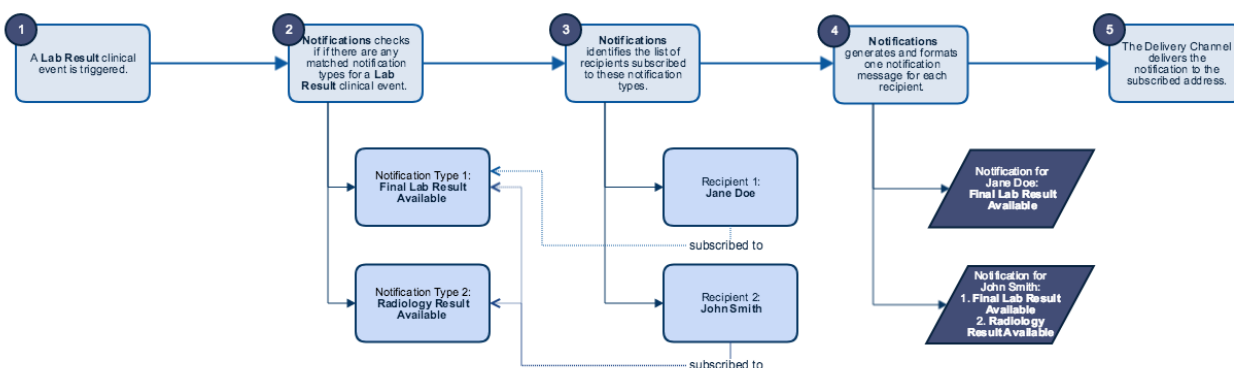 1
A Lab Result clinical
event is triggered.
2
Notifications checks
if if there are any
matched notification
types for a Lab
Result clinical event.
3
Notifications
identifies the list of
recipients subscribed
to these notification
types.
4
Notifications
generates and formats
one notification
message for each
recipient.
5
The Delivery Channel
delivers the
notification to the
subscribed address.
Notification Type 1:
Final Lab Result
Available
Recipient 1:
Jane Doe
Notification for
Jane Doe:
Final Lab Result
Available
subscribed to
Notification Type 2:
Radiology Result
Available
Recipient 2:
John Smith
Notification for
John Smith:
1. Final Lab Result
Available
2. Radiology
Result Available
subscribed to